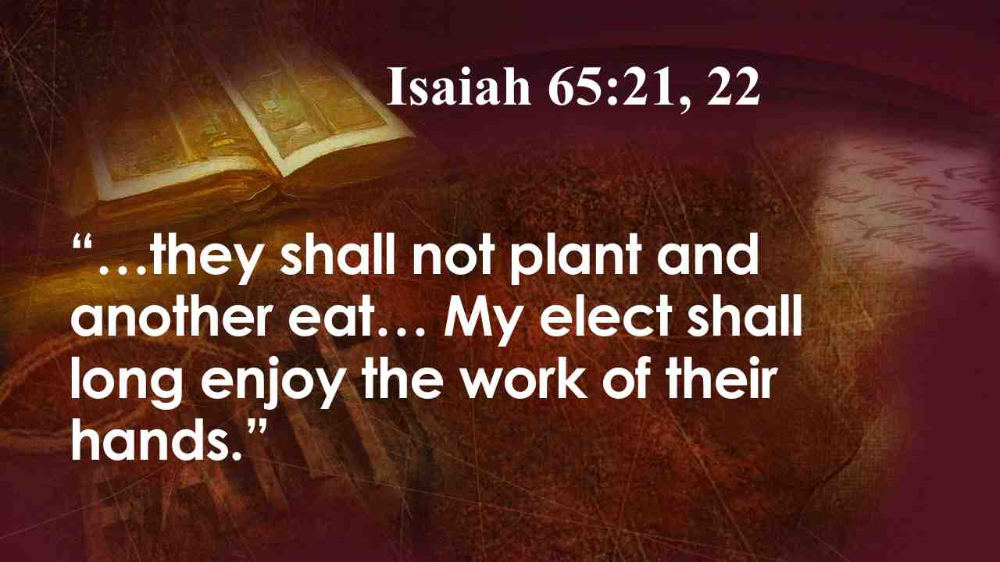 Isaiah 65:21, 22
“…they shall not plant and
another eat… My elect shall
long enjoy the work of their
hands.”